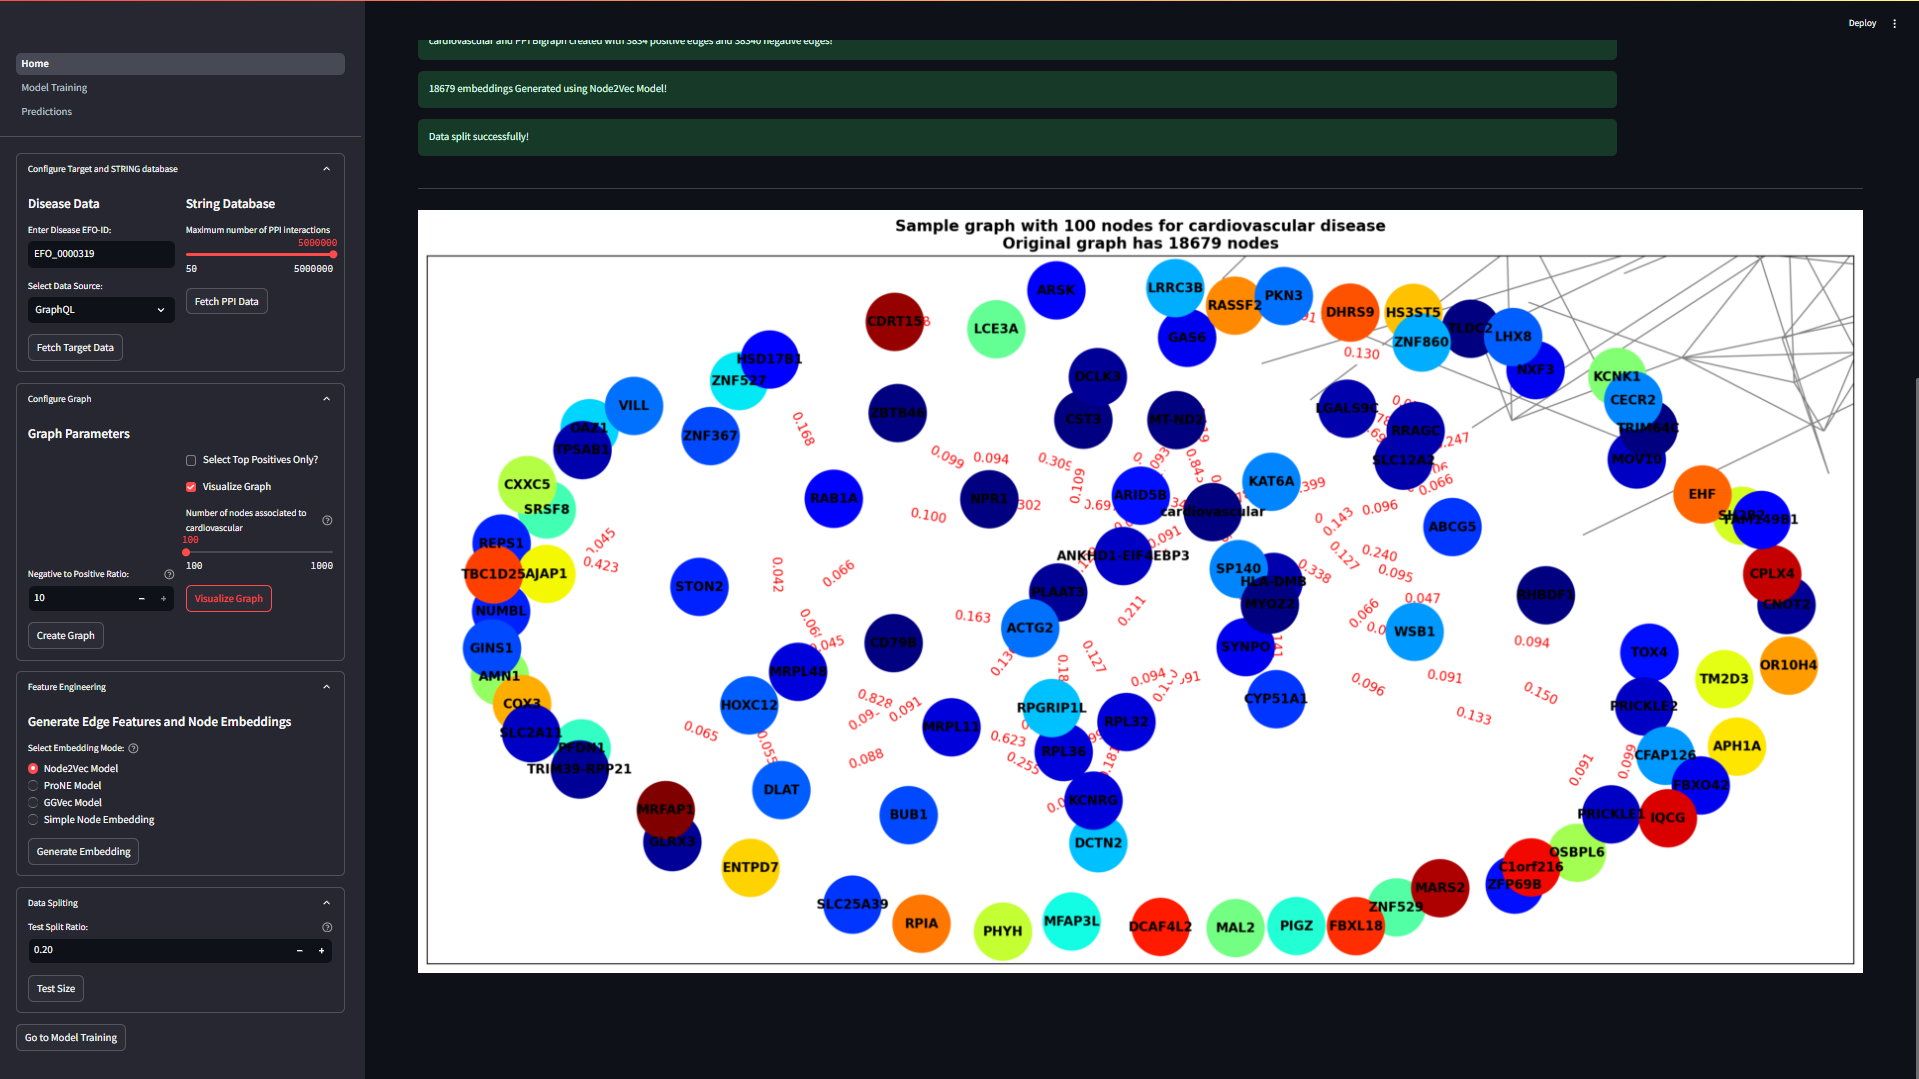 Deploy
Home
Model Training
Predictions
Configure Target and STRING database
Disease Data
String Database
Enter Disease EFO-ID:
Maximum number of PPI interactions
5000000
EFO_0000319
50
5000000
Select Data Source:
GraphQL
Fetch PPI Data
Fetch Target Data
Configure Graph
Graph Parameters
Select Top Positives Only?
Visualize Graph
Number of nodes associated to
cardiovascular
100
100
1000
Negative to Positive Ratio:
10
Visualize Graph
Create Graph
Feature Engineering
Generate Edge Features and Node Embeddings
Select Embedding Mode:
Node2Vec Model
ProNE Model
GGVec Model
Simple Node Embedding
Generate Embedding
Data Spliting
Test Split Ratio:
0.20
Test Size
Go to Model Training
cardiovascular and PPI Bigraph created with 3834 positive edges and 38340 negative edges!
18679 embeddings Generated using Node2Vec Model!
Data split successfully!
Sample graph with 100 nodes for cardiovascular disease
Original graph has 18679 nodes
ARSK
LRRC3B
RASSF2
PKN3
DHRS9
HS3ST5
TLDC2
LHX8
CDRT15
LCE3A
GAS6
ZNF860
NXF3
0.130
HSD17B1
ZNF527
DCLK3
KCNK1
CECR2
VILL
ZBTB46
CST3
MT-ND2
LGALS9C
RRAGC
TRIM64C
OAZ1
TPSAB1
ZNF367
0.168
0.247
SLC12A2
MOV10
0.099
0.094
0.109
CXXC5
SRSF8
RAB1A
NPR1
ARID5B
KAT6A
0.066
EHF
0.100
cardiovascular
0.143
0.096
ABCG5
FAM149B1
REPS1
0.045
0.091
ANKHD1-EIF4EBP3
0.127
0.240
TBC1D25
AJAP1
0.423
STON2
0.042
0.066
SP140
HLA-DMB
0.338
0.095
CPLX4
NUMBL
PLAAT3
MYOZ2
0.047
RHBDF1
CNOT2
0.163
ACTG2
0.211
0.066
WSB1
0.094
GINS1
CD79B
SYNPO
TOX4
AMN1
MRPL48
0.127
0.094
0.096
0.091
0.150
OR10H4
TM2D3
COX3
HOXC12
0.828
0.091
RPGRIP1L
CYP51A1
PRICKLE2
SLC2A11
0.065
0.055
MRPL11
RPL32
0.133
PFDN1
0.088
0.623
0.255
RPL36
0.181
0.091
0.099
CFAP126
APH1A
TRIM39-RPP21
DLAT
KCNRG
FBXO42
MRFAP1
GLRX3
BUB1
DCTN2
PRICKLE1
IQCG
ENTPD7
OSBPL6
C1orf216
ZFP69B
SLC25A39
RPIA
PHYH
MFAP3L
DCAF4L2
MAL2
PIGZ
FBXL18
ZNF529
MARS2